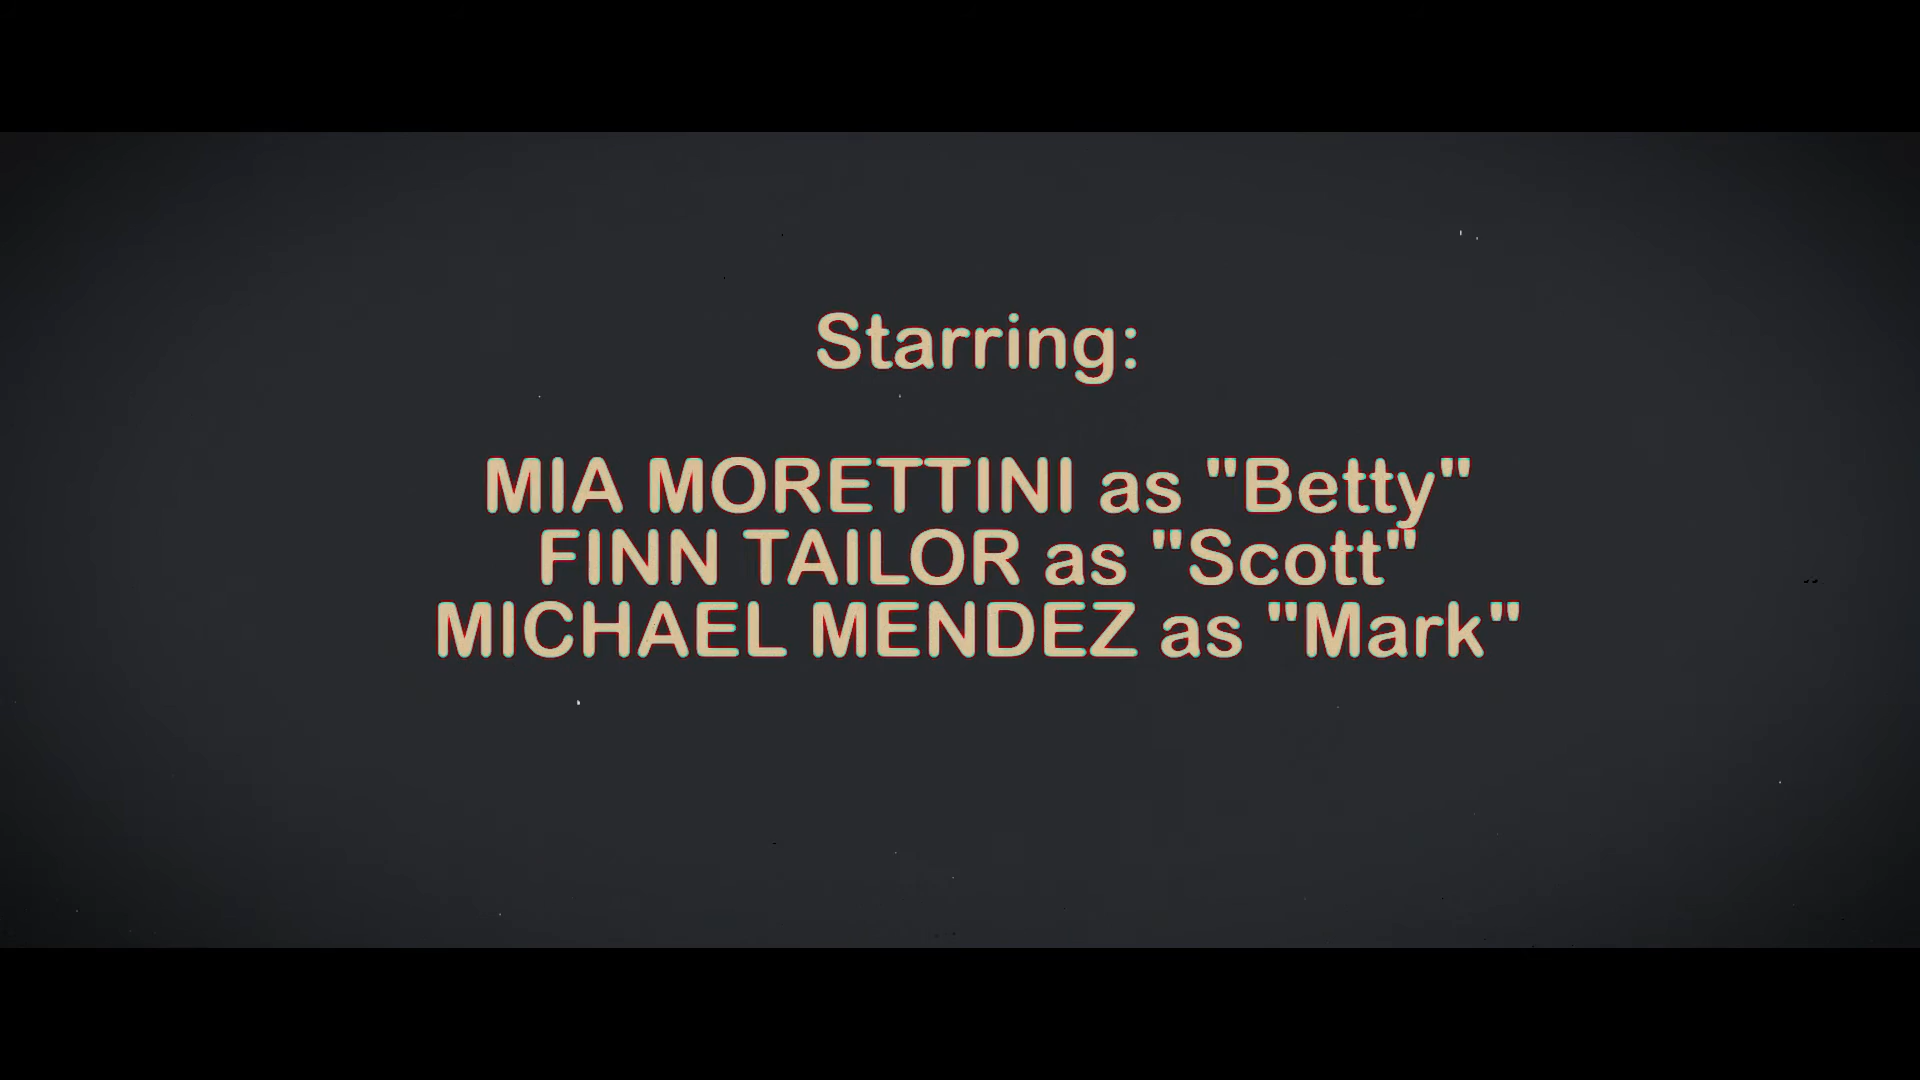 Starring:
MIA MORETTINI as "Betty"
FINN TAILOR as "Scott"
MICHAEL MENDEZ as "Mark"